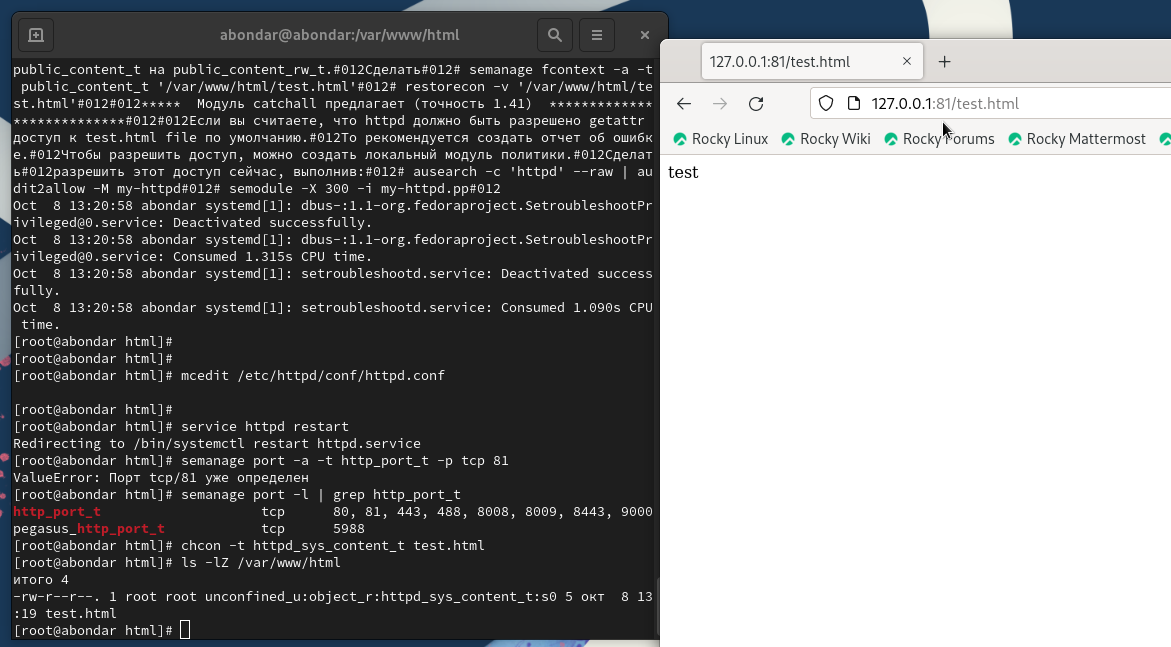 abondar@abondar:/var/www/html
public_content_t на public_content_rw_t.#012Сделать#012# semanage fcontext -a -t
 public_content_t '/var/www/html/test.html'#012# restorecon -v '/var/www/html/te
st.html'#012#012*****  Модуль catchall предлагает (точность 1.41)  *************
**************#012#012Если вы считаете, что httpd должно быть разрешено getattr
доступ к test.html file по умолчанию.#012То рекомендуется создать отчет об ошибк
е.#012Чтобы разрешить доступ, можно создать локальный модуль политики.#012Сделат
ь#012разрешить этот доступ сейчас, выполнив:#012# ausearch -c 'httpd' --raw | au
dit2allow -M my-httpd#012# semodule -X 300 -i my-httpd.pp#012
Oct  8 13:20:58 abondar systemd[1]: dbus-:1.1-org.fedoraproject.SetroubleshootPr
ivileged@0.service: Deactivated successfully.
Oct  8 13:20:58 abondar systemd[1]: dbus-:1.1-org.fedoraproject.SetroubleshootPr
ivileged@0.service: Consumed 1.315s CPU time.
Oct  8 13:20:58 abondar systemd[1]: setroubleshootd.service: Deactivated success
fully.
Oct  8 13:20:58 abondar systemd[1]: setroubleshootd.service: Consumed 1.090s CPU
 time.
[root@abondar html]#
[root@abondar html]#
[root@abondar html]# mcedit /etc/httpd/conf/httpd.conf
[root@abondar html]#
[root@abondar html]# service httpd restart
Redirecting to /bin/systemctl restart httpd.service
[root@abondar html]# semanage port -a -t http_port_t -p tcp 81
ValueError: Порт tcp/81 уже определен
[root@abondar html]# semanage port -l | grep http_port_t
http_port_t                    tcp      80, 81, 443, 488, 8008, 8009, 8443, 9000
pegasus_http_port_t            tcp      5988
[root@abondar html]# chcon -t httpd_sys_content_t test.html
[root@abondar html]# ls -lZ /var/www/html
итого 4
-rw-r--r--. 1 root root unconfined_u:object_r:httpd_sys_content_t:s0 5 окт  8 13
:19 test.html
[root@abondar html]#
127.0.0.1:81/test.html
127.0.0.1:81/test.html
Rocky Linux Rocky Wiki Rocky Forums Rocky Mattermost
test